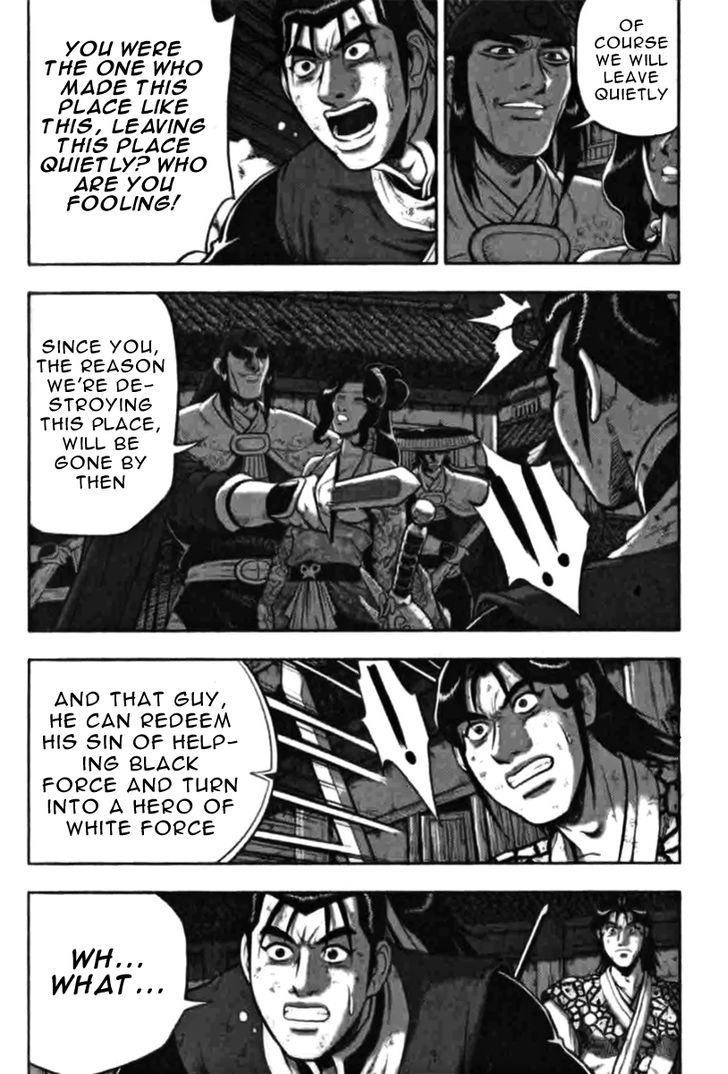 OF
COURSE
WE WILL
LEAVE
QUIETLY
YOU WERE
THE ONE WHO
MADE THIS
PLACE LIKE
THIS, LEAVING
THIS PLACE
QUIETLY? WHO
ARE YOU
FOOLING!
!!
SINCE YOU,
THE REASON
WE'RE DE-
STROYING
THIS PLACE,
WILL BE
GONE BY
THEN
AND THAT GUY,
HE CAN REDEEM
HIS SIN OF HELP-
ING BLACK
FORCE AND TURN
INTO A HERO OF
WHITE FORCE
!!
WH...
WHAT...